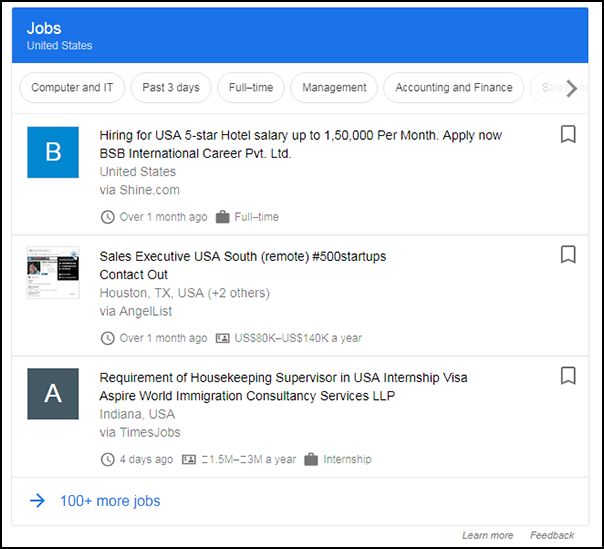 Jobs
United States
Computer and IT
Past 3 days
Full–time
Management
Accounting and Finance
B
Hiring for USA 5-star Hotel salary up to 1,50,000 Per Month. Apply now
BSB International Career Pvt. Ltd.
United States
via Shine.com
Over 1 month ago Full–time
Sales Executive USA South (remote) #500startups
Contact Out
Houston, TX, USA (+2 others)
via AngelList
Over 1 month ago US$80K–US$140K a year
A
Requirement of Housekeeping Supervisor in USA Internship Visa
Aspire World Immigration Consultancy Services LLP
Indiana, USA
via TimesJobs
4 days ago 1.5M–3M a year Internship
100+ more jobs
Learn more Feedback